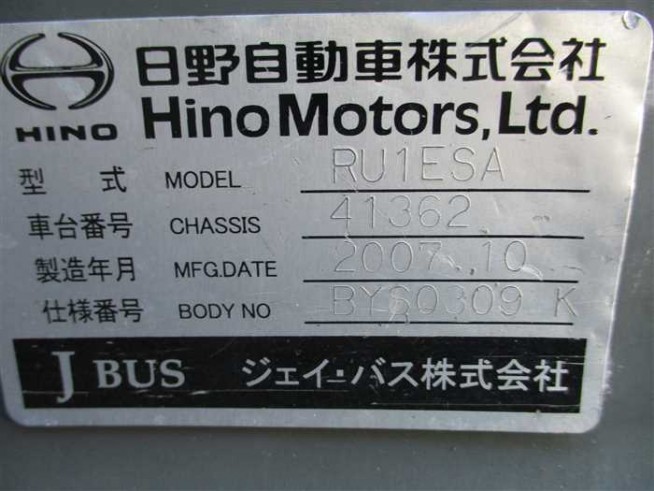 日野自動車株式会社
HINO Hino Motors, Ltd.
型 式 MODEL RU1ESA
車台番号 CHASSIS 41362
製造年月 MFG.DATE 2007.10
仕様番号 BODY NO K
J BUS ジェイ・バス株式会社